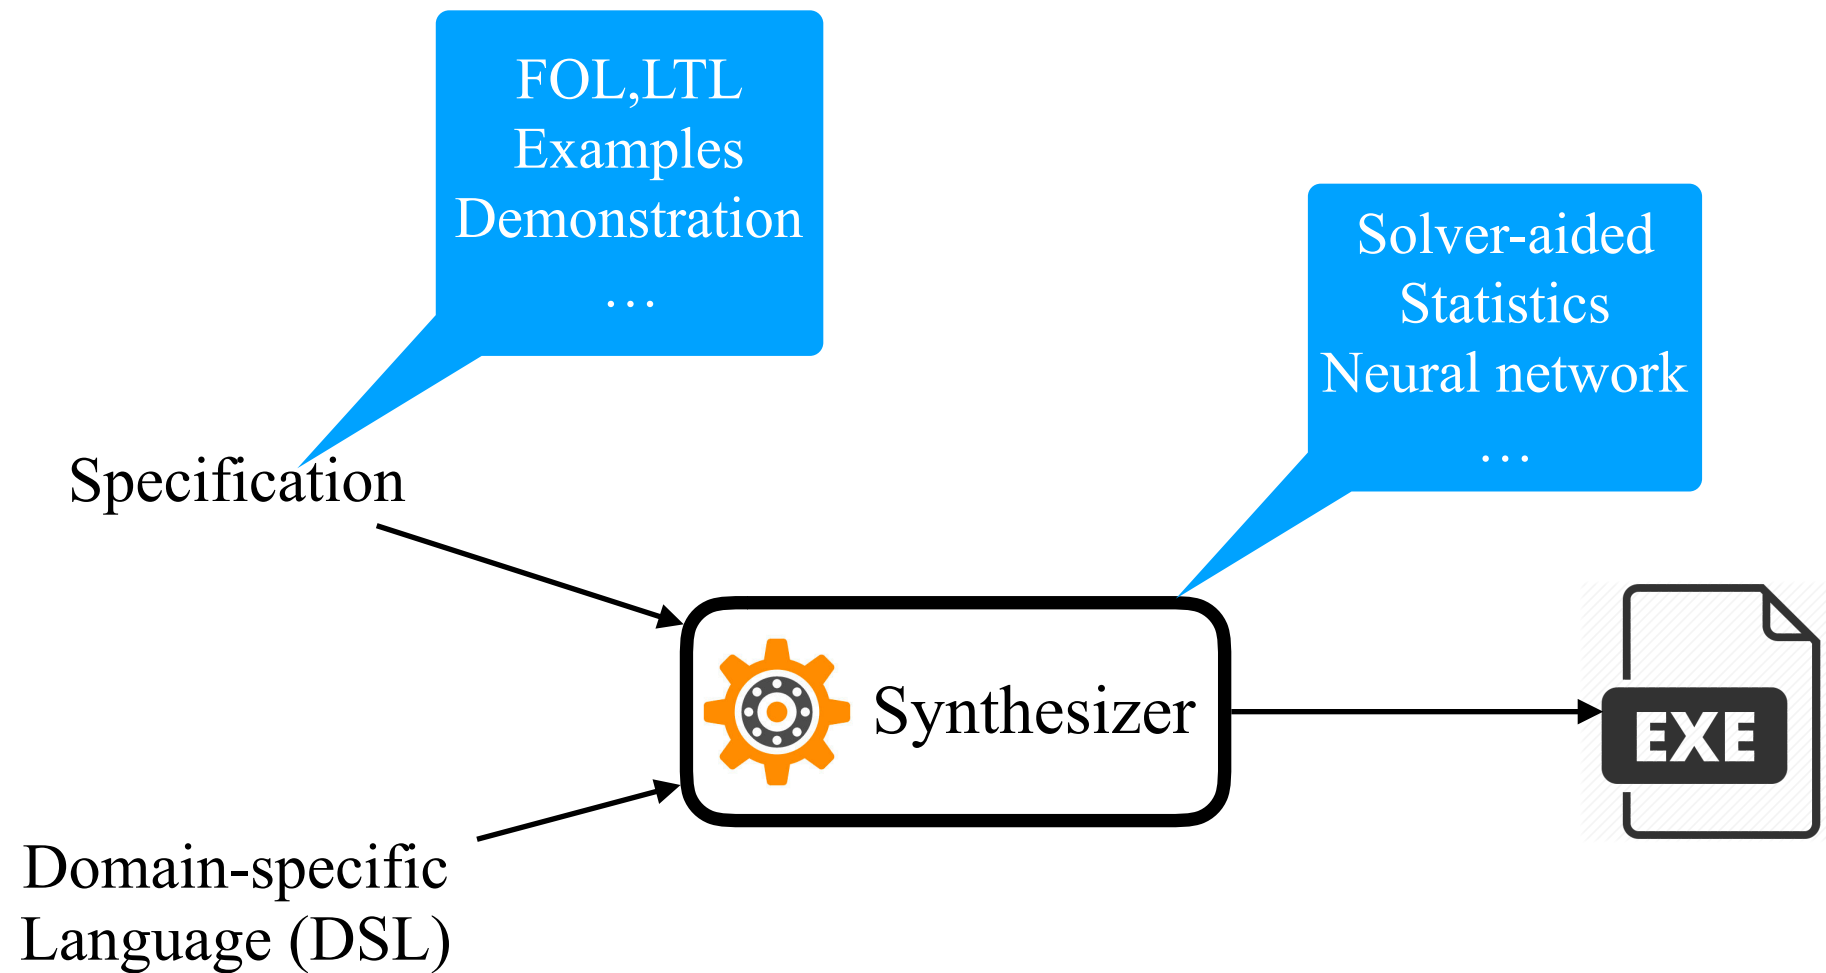 FOL,LTL
Examples
Demonstration
…
Solver-aided
Statistics
Neural network
…
Specification
Synthesizer
EXE
Domain-specific
Language (DSL)